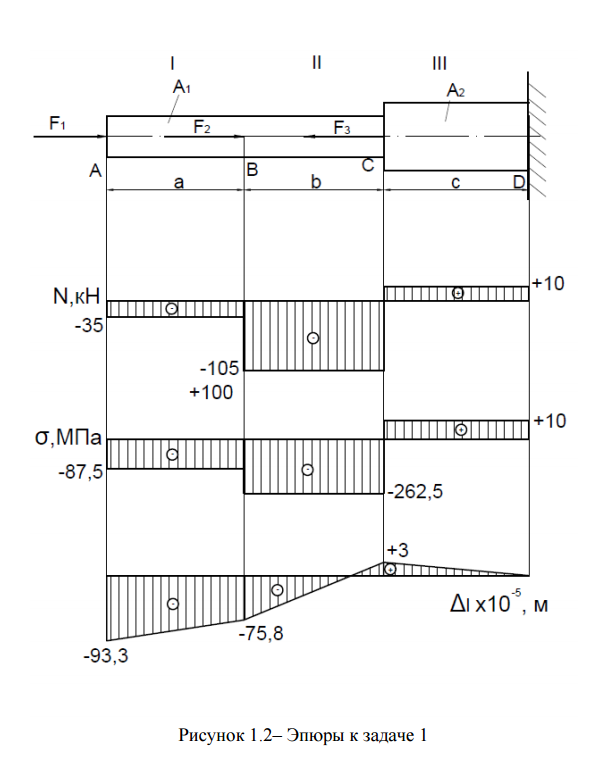 I II III
A1 A2
F1 F2 F3
A B C D
a b c
N,кН
+10
-35
-105
+100
σ,МПа
+10
-87,5
-262,5
+3
Δl x10-5, м
-75,8
-93,3
Рисунок 1.2– Эпюры к задаче 1